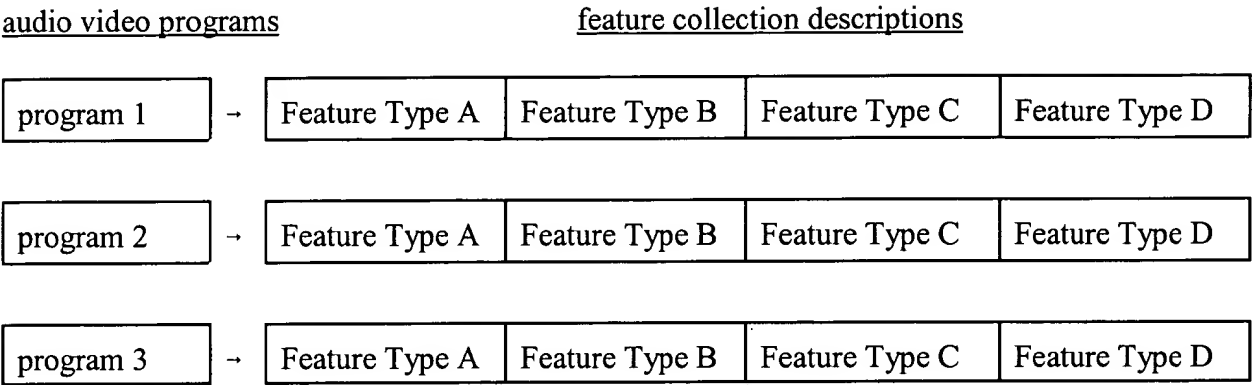 audio video programs feature collection descriptions
program 1 → Feature Type A Feature Type B Feature Type C Feature Type D
program 2 → Feature Type A Feature Type B Feature Type C Feature Type D
program 3 → Feature Type A Feature Type B Feature Type C Feature Type D